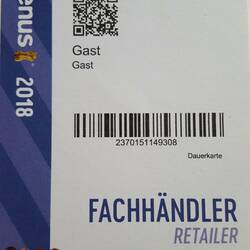 enus 2018
Gast
Gast
2370151149308
Dauerkarte
FACHHÄNDLER
RETAILER